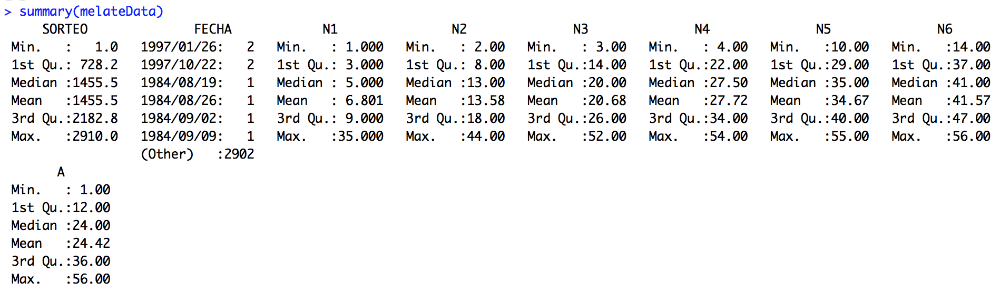 > summary(melateData)
     SORTEO            FECHA            N1               N2              N3              N4              N5              N6       
 Min.   :   1.0   1997/01/26:   2   Min.   : 1.000   Min.   : 2.00   Min.   : 3.00   Min.   : 4.00   Min.   :10.00   Min.   :14.00
 1st Qu.: 728.2   1997/10/22:   2   1st Qu.: 3.000   1st Qu.: 8.00   1st Qu.:14.00   1st Qu.:22.00   1st Qu.:29.00   1st Qu.:37.00
 Median :1455.5   1984/08/19:   1   Median : 5.000   Median :13.00   Median :20.00   Median :27.50   Median :35.00   Median :41.00
 Mean   :1455.5   1984/08/26:   1   Mean   : 6.801   Mean   :13.58   Mean   :20.68   Mean   :27.72   Mean   :34.67   Mean   :41.57
 3rd Qu.:2182.8   1984/09/02:   1   3rd Qu.: 9.000   3rd Qu.:18.00   3rd Qu.:26.00   3rd Qu.:34.00   3rd Qu.:40.00   3rd Qu.:47.00
 Max.   :2910.0   1984/09/09:   1   Max.   :35.000   Max.   :44.00   Max.   :52.00   Max.   :54.00   Max.   :55.00   Max.   :56.00
                  (Other)   :2902
       A
 Min.   : 1.00
 1st Qu.:12.00
 Median :24.00
 Mean   :24.42
 3rd Qu.:36.00
 Max.   :56.00